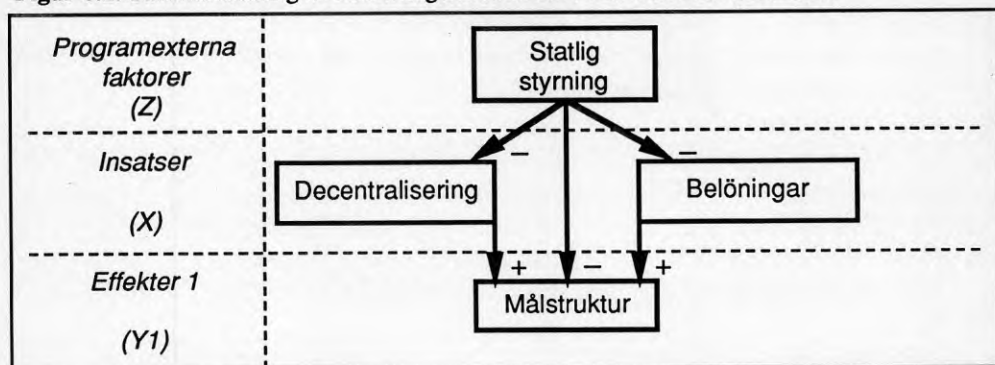 Programexterna
faktorer
(Z)
Statlig
styrning
Insatser
(X)
–
–
Decentralisering
Belöningar
Effekter 1
(Y1)
+
–
+
Målstruktur